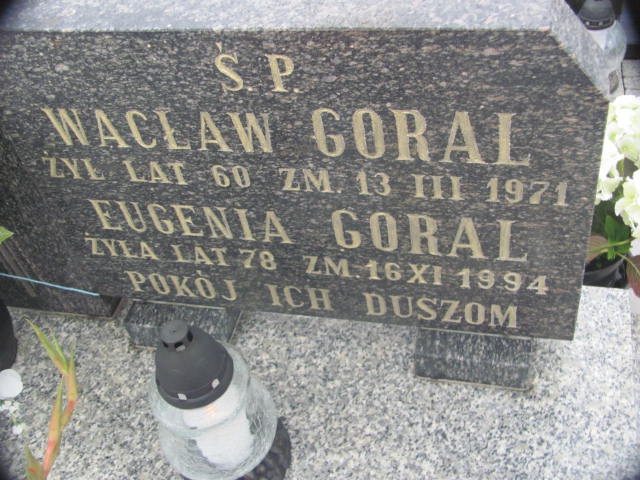 Ś. P.
WACŁAW GORAL
ŻYŁ LAT 60 ZM. 13 III 1971
EUGENIA GORAL
ŻYŁA LAT 78 ZM. 16 XI 1994
POKÓJ ICH DUSZOM